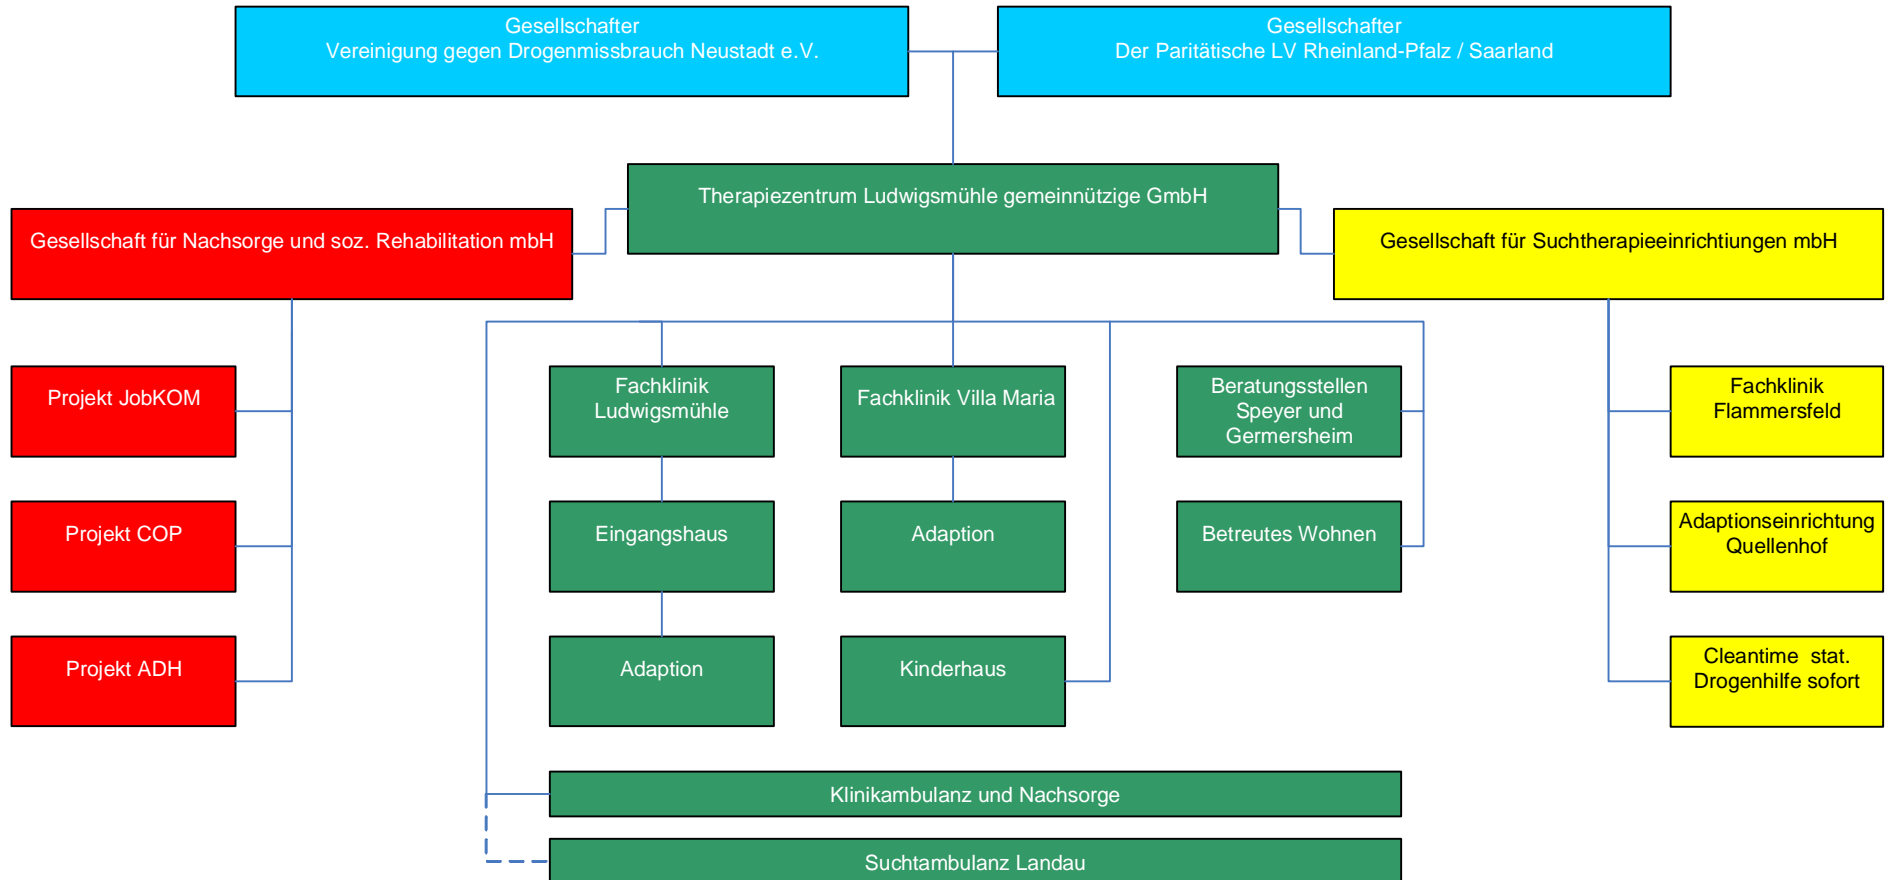 Gesellschafter
Vereinigung gegen Drogenmissbrauch Neustadt e.V.
Gesellschafter
Der Paritätische LV Rheinland-Pfalz / Saarland
Therapiezentrum Ludwigsmühle gemeinnützige GmbH
Gesellschaft für Nachsorge und soz. Rehabilitation mbH
Gesellschaft für Suchtherapieeinrichtiungen mbH
Projekt JobKOM
Fachklinik
Ludwigsmühle
Fachklinik Villa Maria
Beratungsstellen
Speyer und
Germersheim
Fachklinik
Flammersfeld
Projekt COP
Eingangshaus
Adaption
Betreutes Wohnen
Adaptionseinrichtung
Quellenhof
Projekt ADH
Adaption
Kinderhaus
Cleantime  stat.
Drogenhilfe sofort
Klinikambulanz und Nachsorge
Suchtambulanz Landau